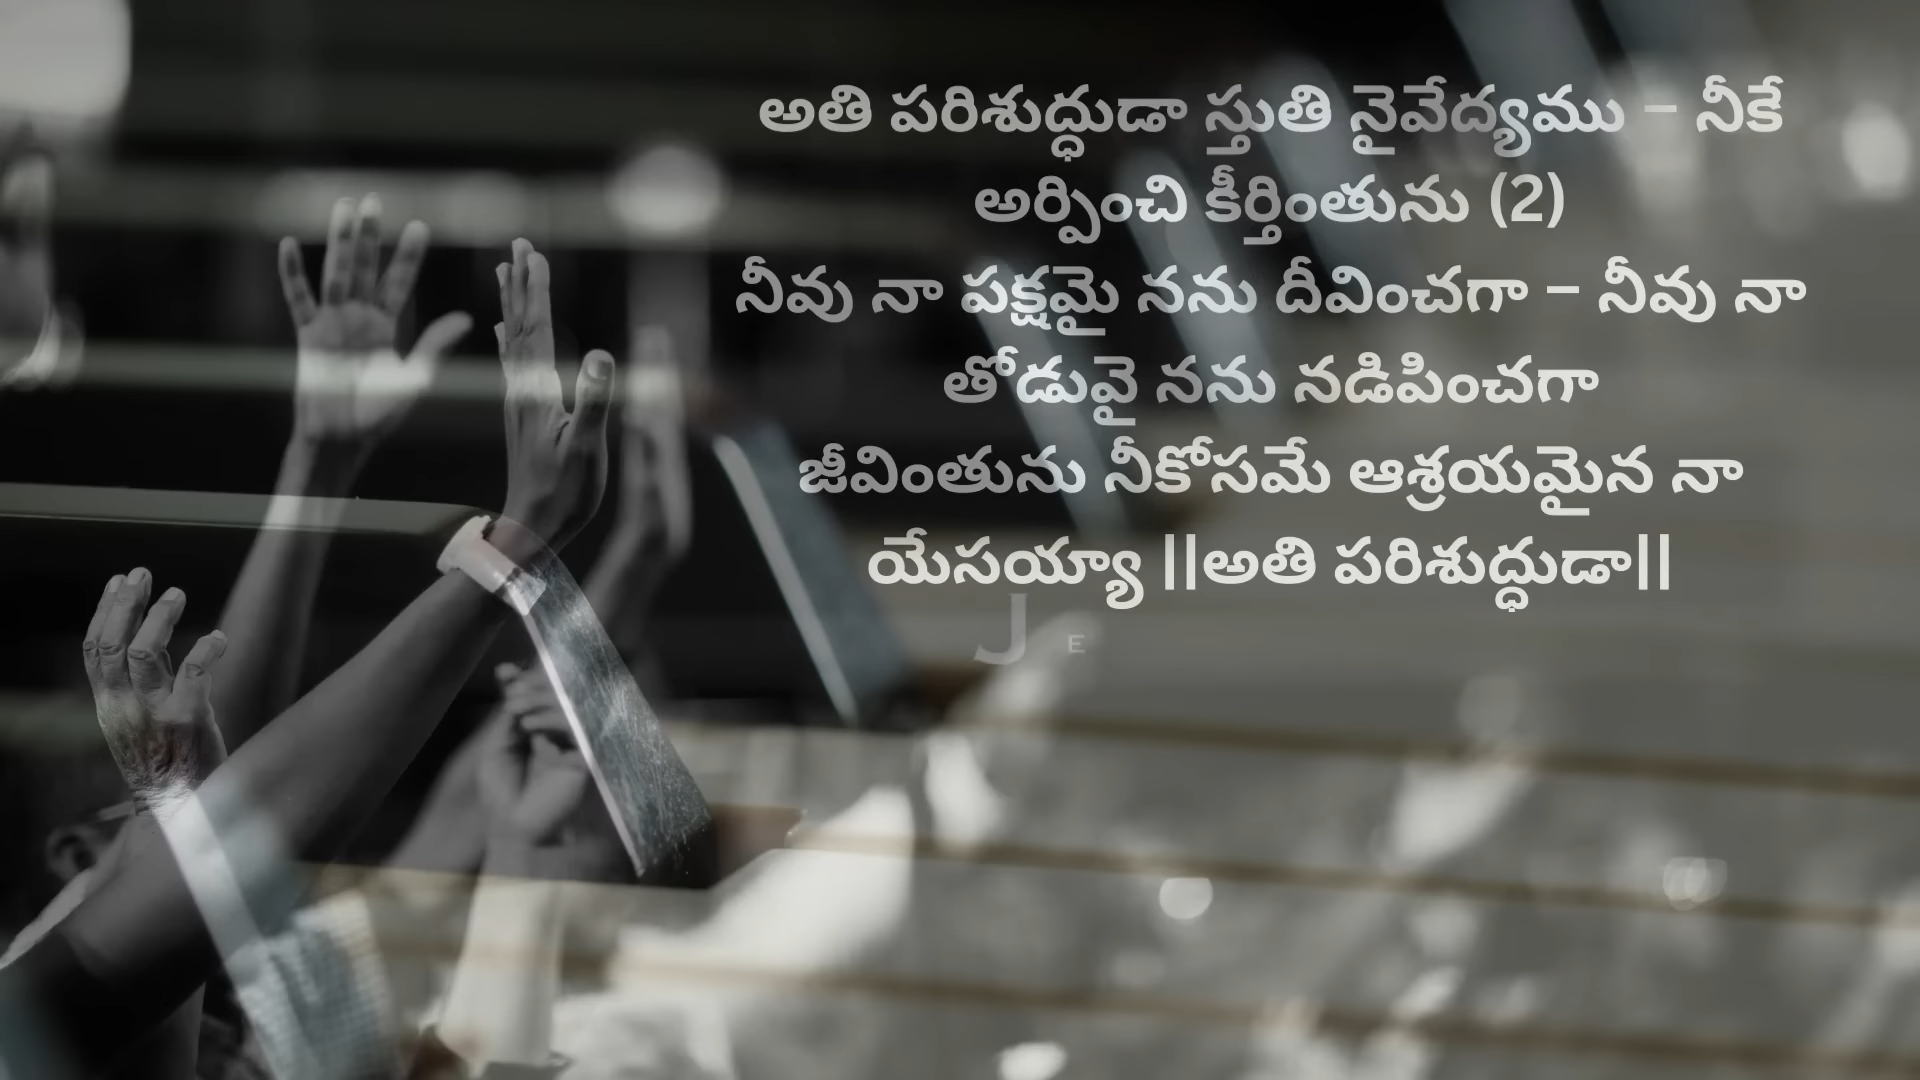 అతి పరిశుద్ధుడా స్తుతి నైవేద్యము – నీకే
అర్పించి కీర్తింతును (2)
నీవు నా పక్షమై నను దీవించగా – నీవు నా
తోడువై నను నడిపించగా
జీవింతును నీకోసమే ఆశ్రయమైన నా
యేసయ్యా ||అతి పరిశుద్ధుడా||
J E